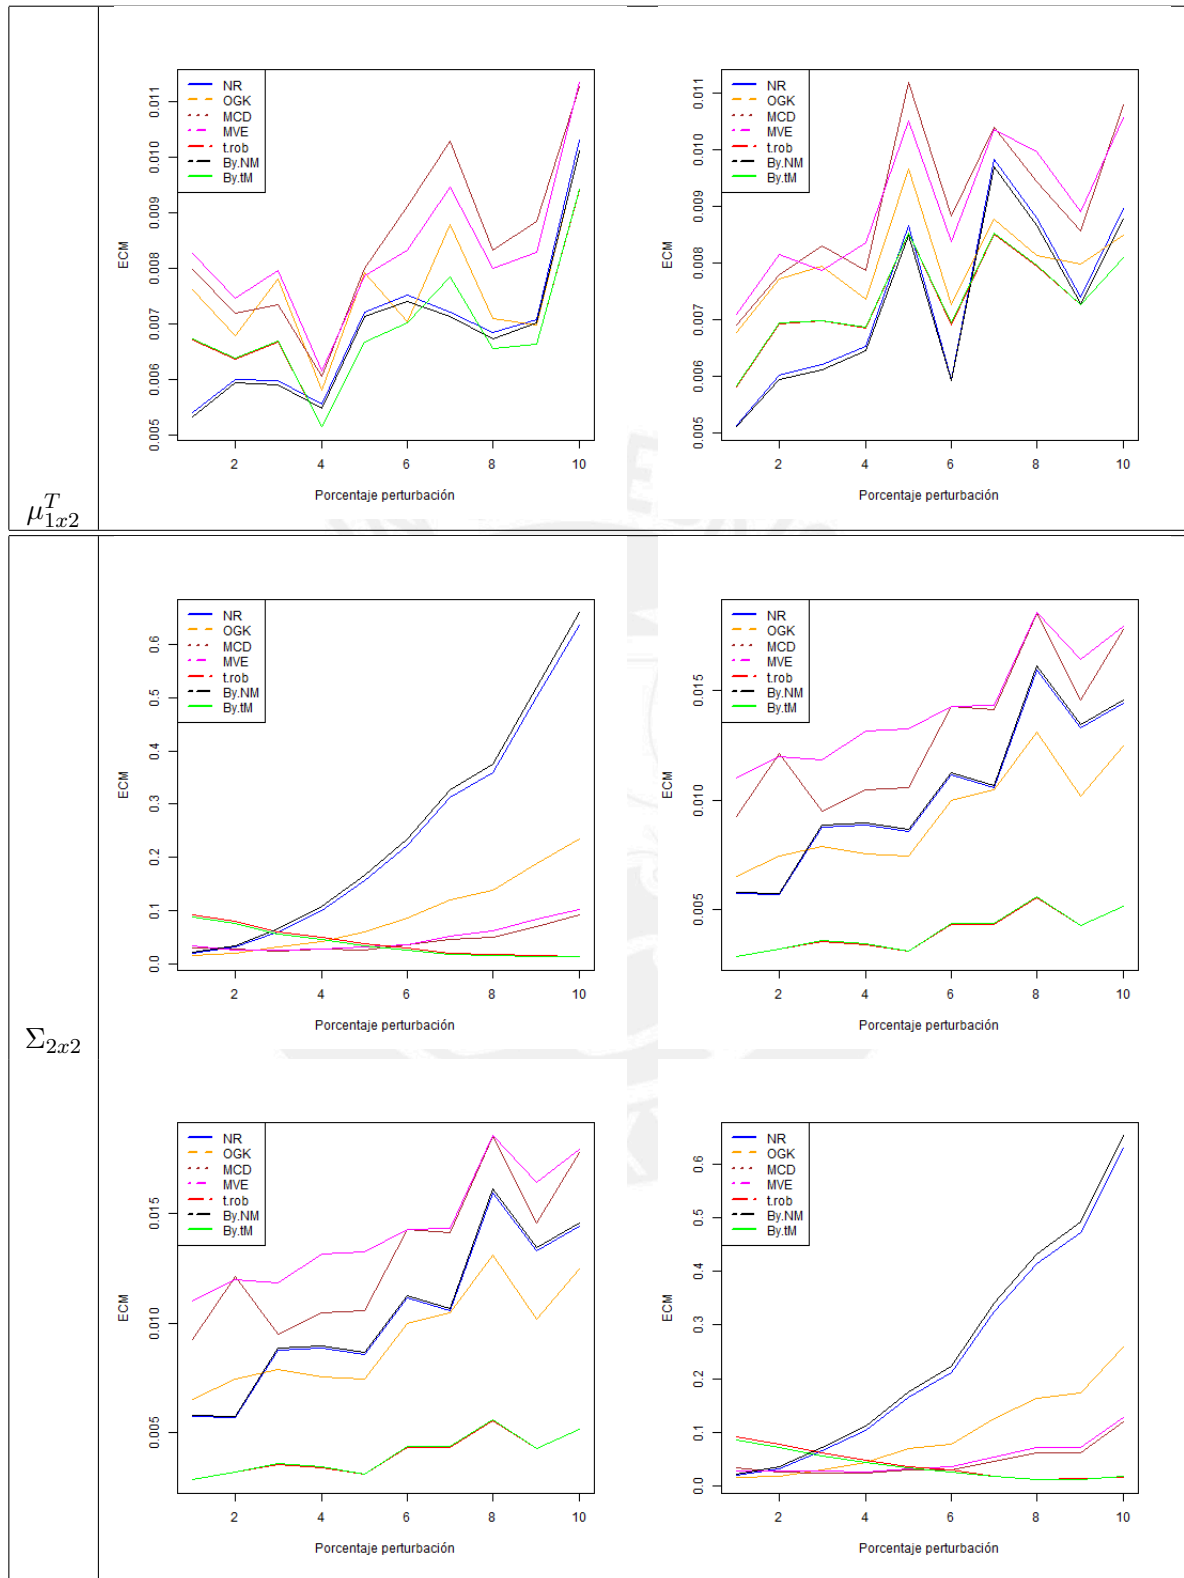 NR
OGK
MCD
MVE
t.rob
By.NM
By.tM
ECM
0.005 0.006 0.007 0.008 0.009 0.010 0.011
2 4 6 8 10
Porcentaje perturbación
NR
OGK
MCD
MVE
t.rob
By.NM
By.tM
ECM
0.005 0.006 0.007 0.008 0.009 0.010 0.011
2 4 6 8 10
Porcentaje perturbación
μ^T_{1x2}
NR
OGK
MCD
MVE
t.rob
By.NM
By.tM
ECM
0.0 0.1 0.2 0.3 0.4 0.5 0.6
2 4 6 8 10
Porcentaje perturbación
NR
OGK
MCD
MVE
t.rob
By.NM
By.tM
ECM
0.005 0.010 0.015
2 4 6 8 10
Porcentaje perturbación
Σ_{2x2}
NR
OGK
MCD
MVE
t.rob
By.NM
By.tM
ECM
0.005 0.010 0.015
2 4 6 8 10
Porcentaje perturbación
NR
OGK
MCD
MVE
t.rob
By.NM
By.tM
ECM
0.0 0.1 0.2 0.3 0.4 0.5 0.6
2 4 6 8 10
Porcentaje perturbación